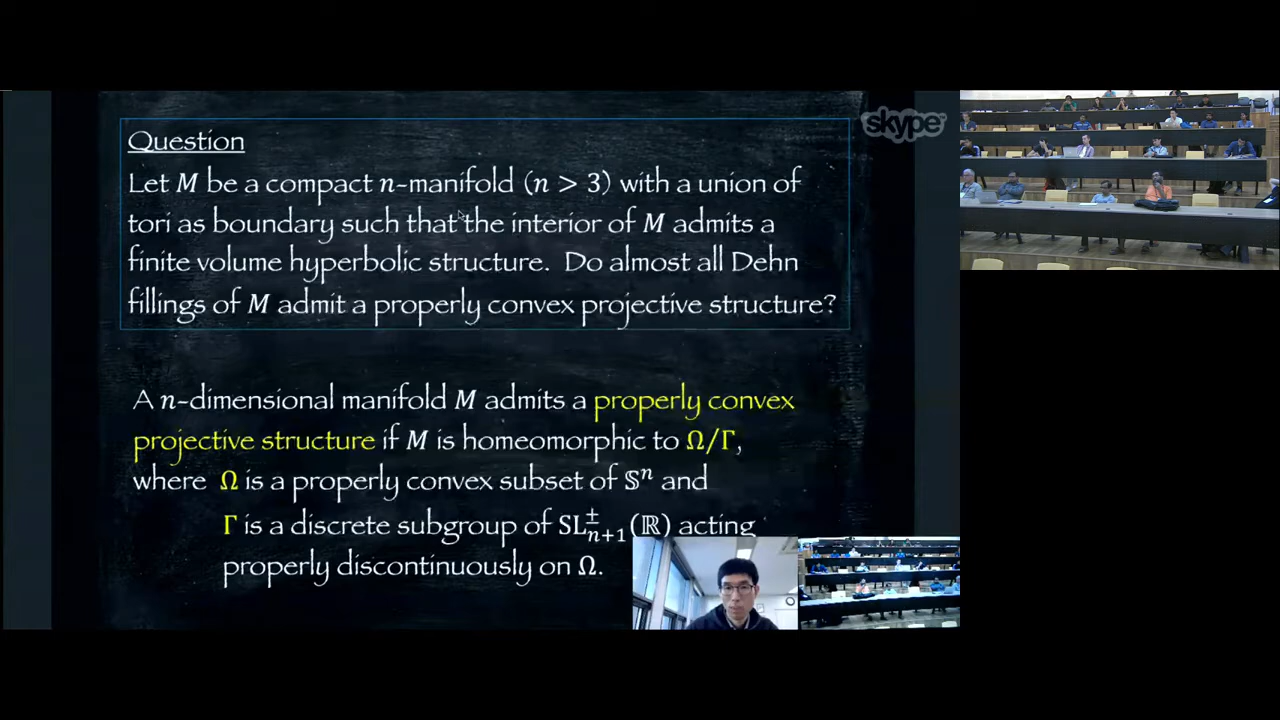 skype
Question
Let M be a compact n-manifold (n > 3) with a union of
tori as boundary such that the interior of M admits a
finite volume hyperbolic structure. Do almost all Dehn
fillings of M admit a properly convex projective structure?
A n-dimensional manifold M admits a properly convex
projective structure if M is homeomorphic to Ω/Γ,
where Ω is a properly convex subset of 𝕊ⁿ and
Γ is a discrete subgroup of SL±ₙ₊₁(ℝ) acting
properly discontinuously on Ω.